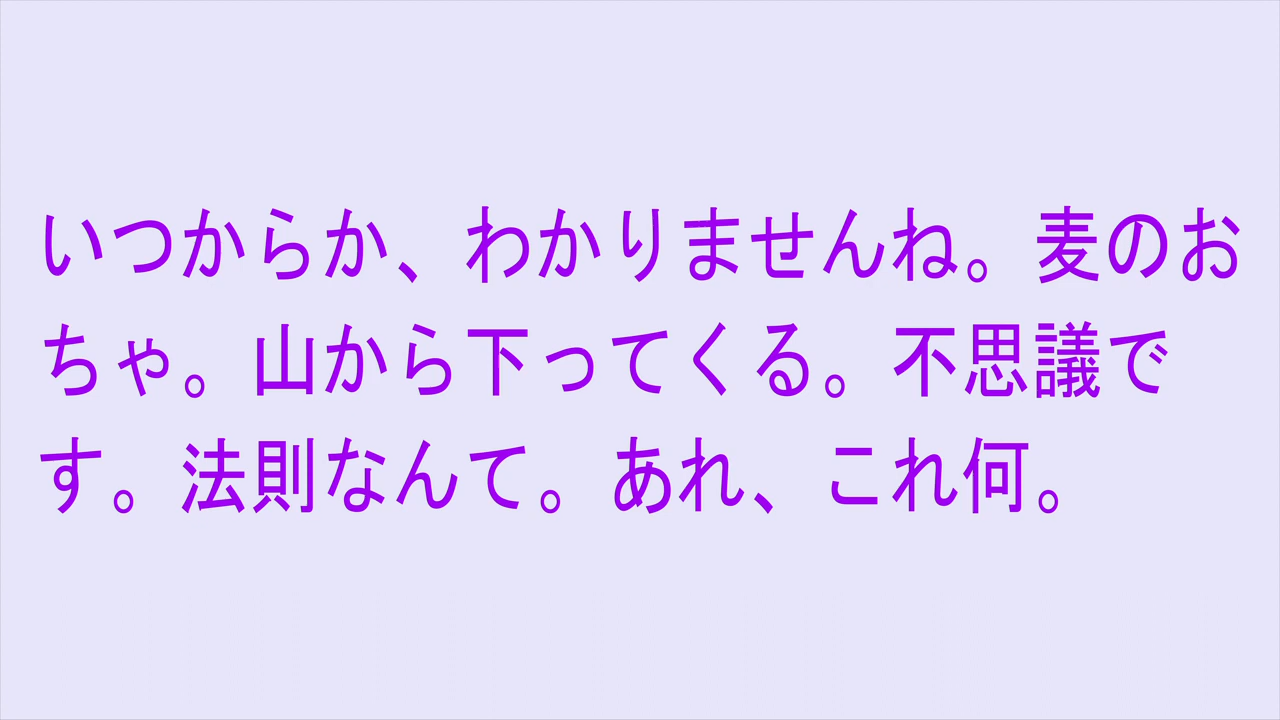 いつからか、わかりませんね。麦のお
ちゃ。山から下ってくる。不思議で
す。法則なんて。あれ、これ何。